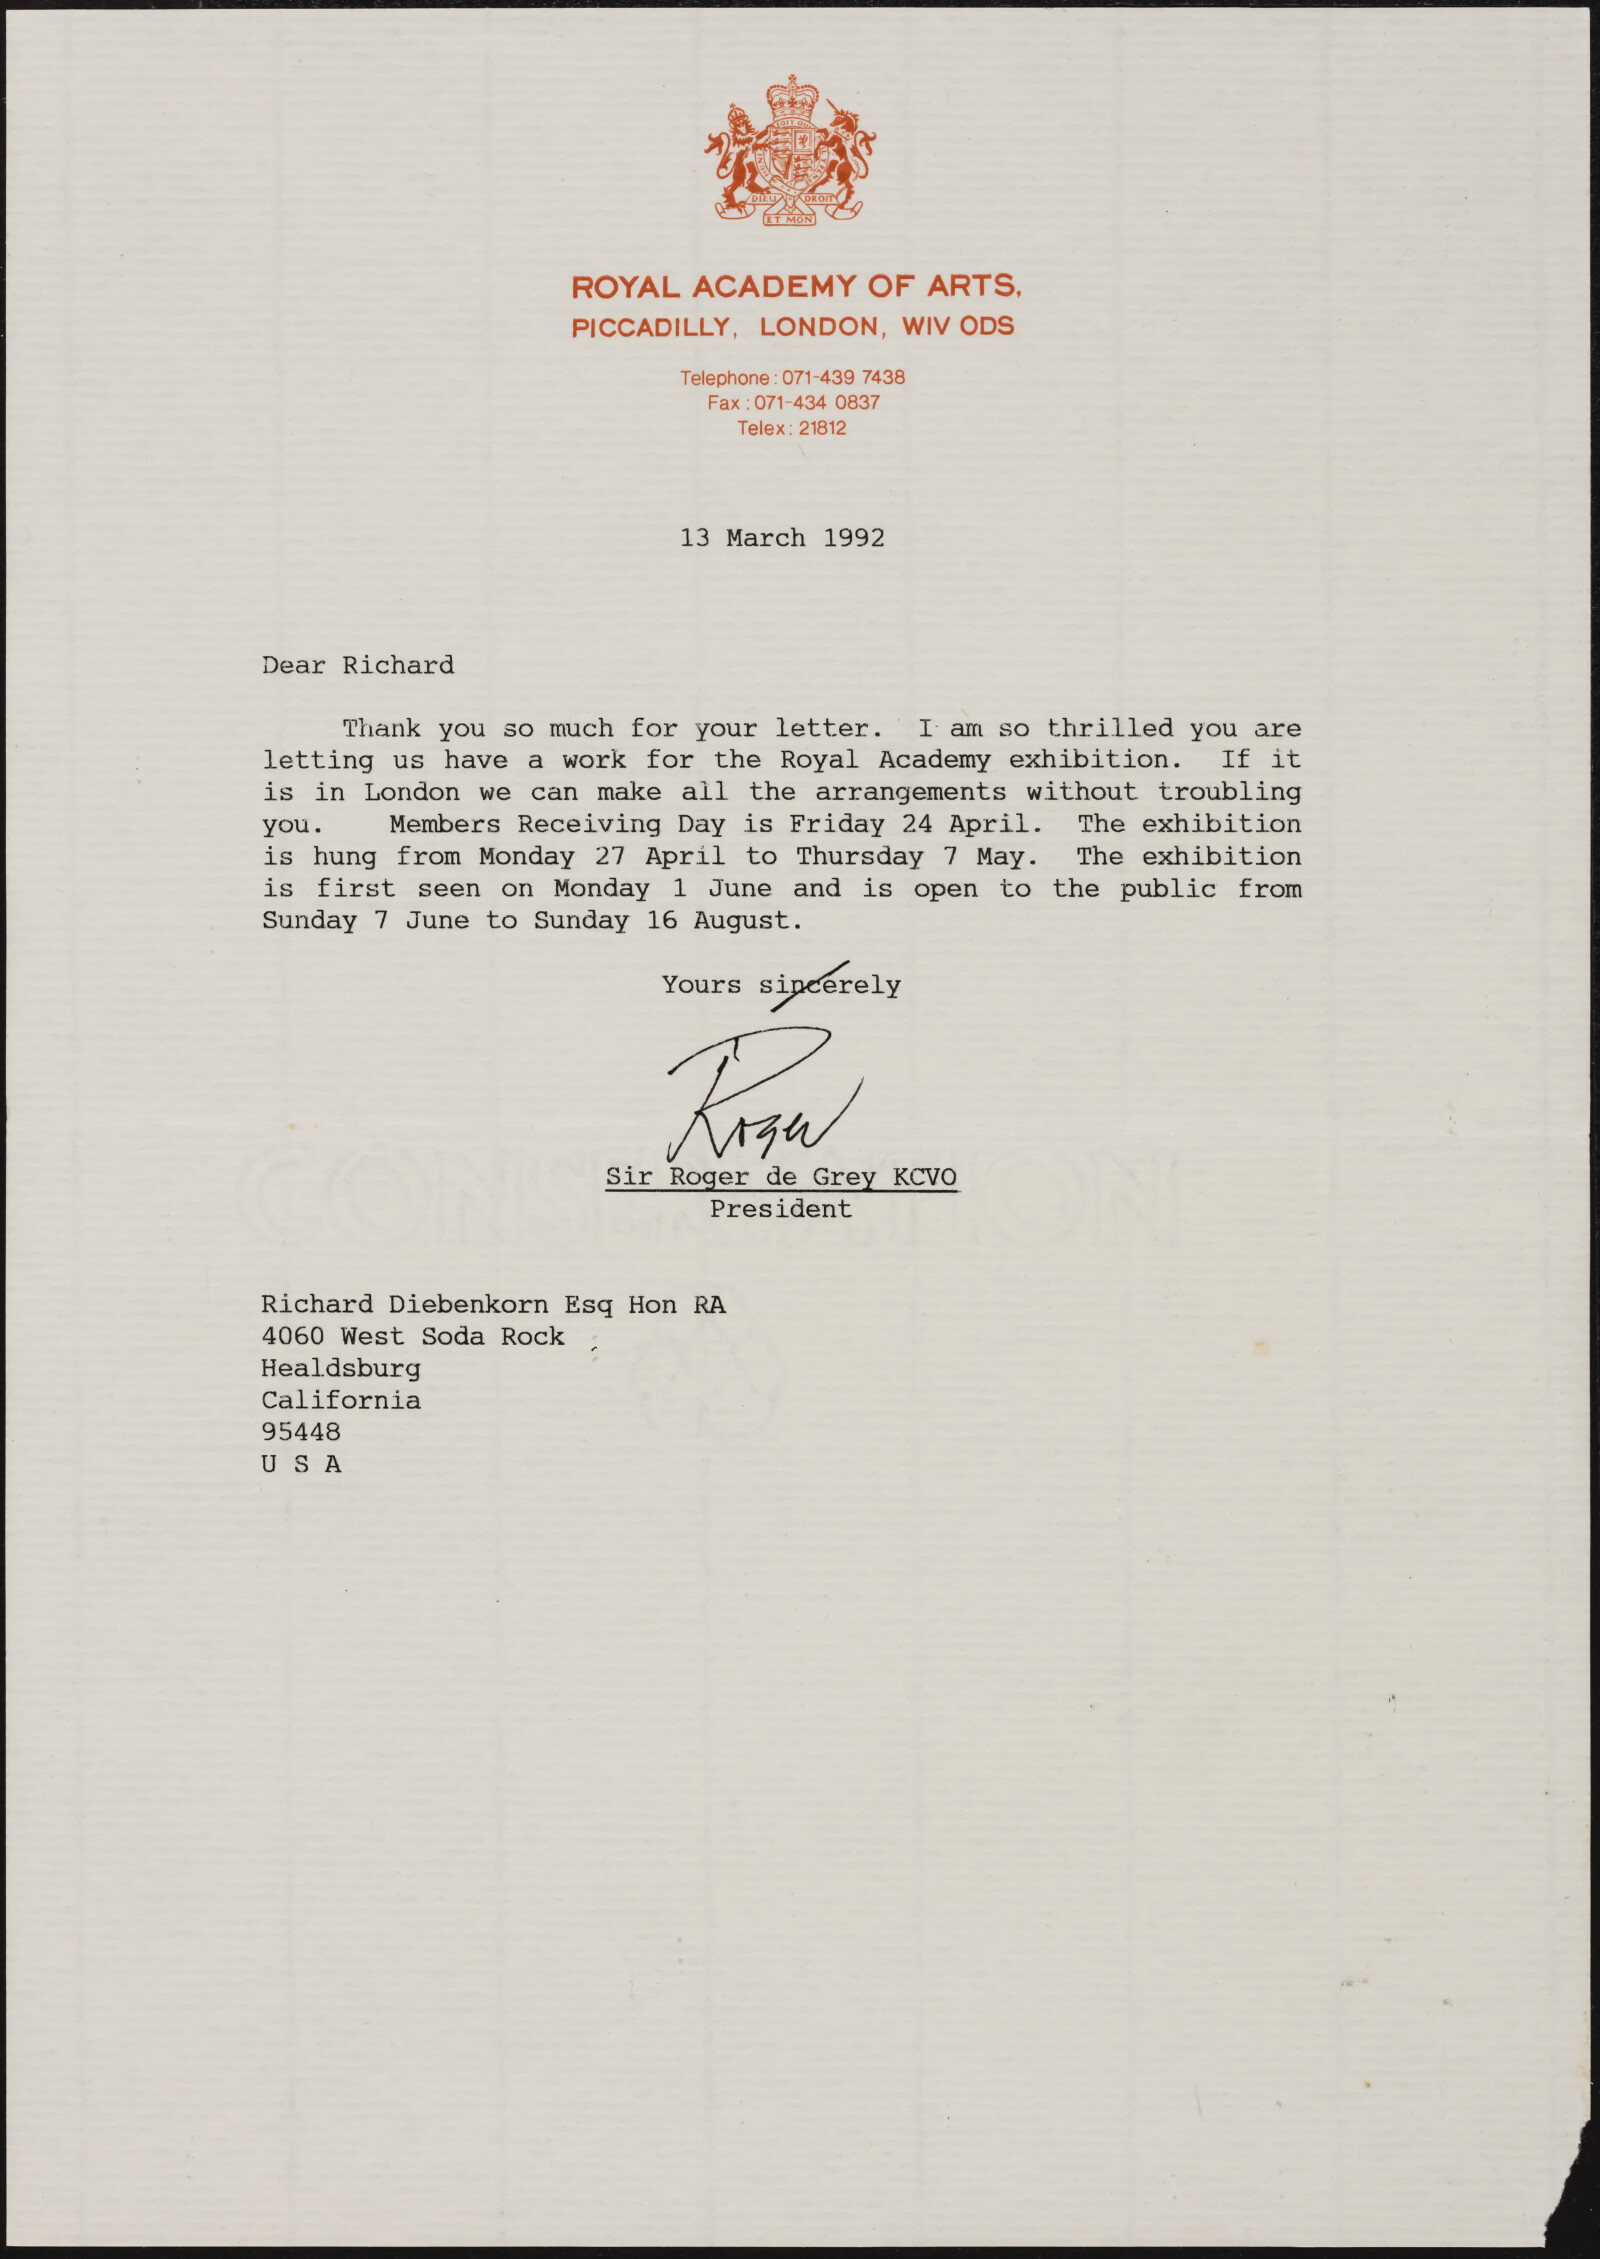 DIEU ET MON DROIT
ROYAL ACADEMY OF ARTS,
PICCADILLY, LONDON, WIV ODS
Telephone: 071-439 7438
Fax: 071-434 0837
Telex: 21812
13 March 1992
Dear Richard
Thank you so much for your letter. I am so thrilled you are
letting us have a work for the Royal Academy exhibition. If it
is in London we can make all the arrangements without troubling
you. Members Receiving Day is Friday 24 April. The exhibition
is hung from Monday 27 April to Thursday 7 May. The exhibition
is first seen on Monday 1 June and is open to the public from
Sunday 7 June to Sunday 16 August.
Yours sincerely
Roger
Sir Roger de Grey KCVO
President
Richard Diebenkorn Esq Hon RA
4060 West Soda Rock
Healdsburg
California
95448
U S A